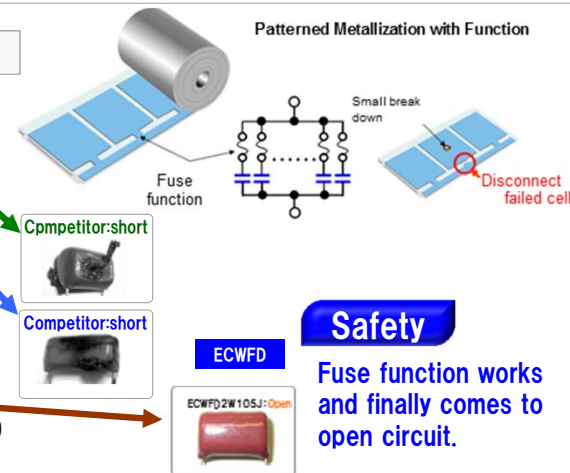 Patterned Metallization with Function
Small break
down
Fuse
function
Disconnect
failed cell
Cpmpetitor:short
Competitor:short
ECWFD
ECWFD2W105J:Open
)
Safety
Fuse function works
and finally comes to
open circuit.